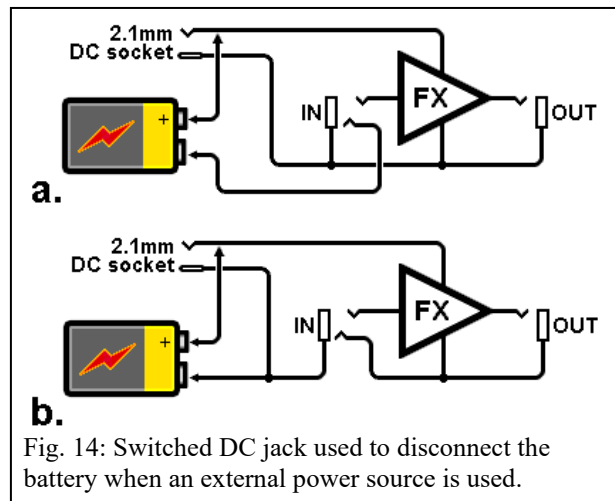 2.1mm
DC socket
+
IN
FX
OUT
a.
2.1mm
DC socket
+
IN
FX
OUT
b.
Fig. 14: Switched DC jack used to disconnect the
battery when an external power source is used.